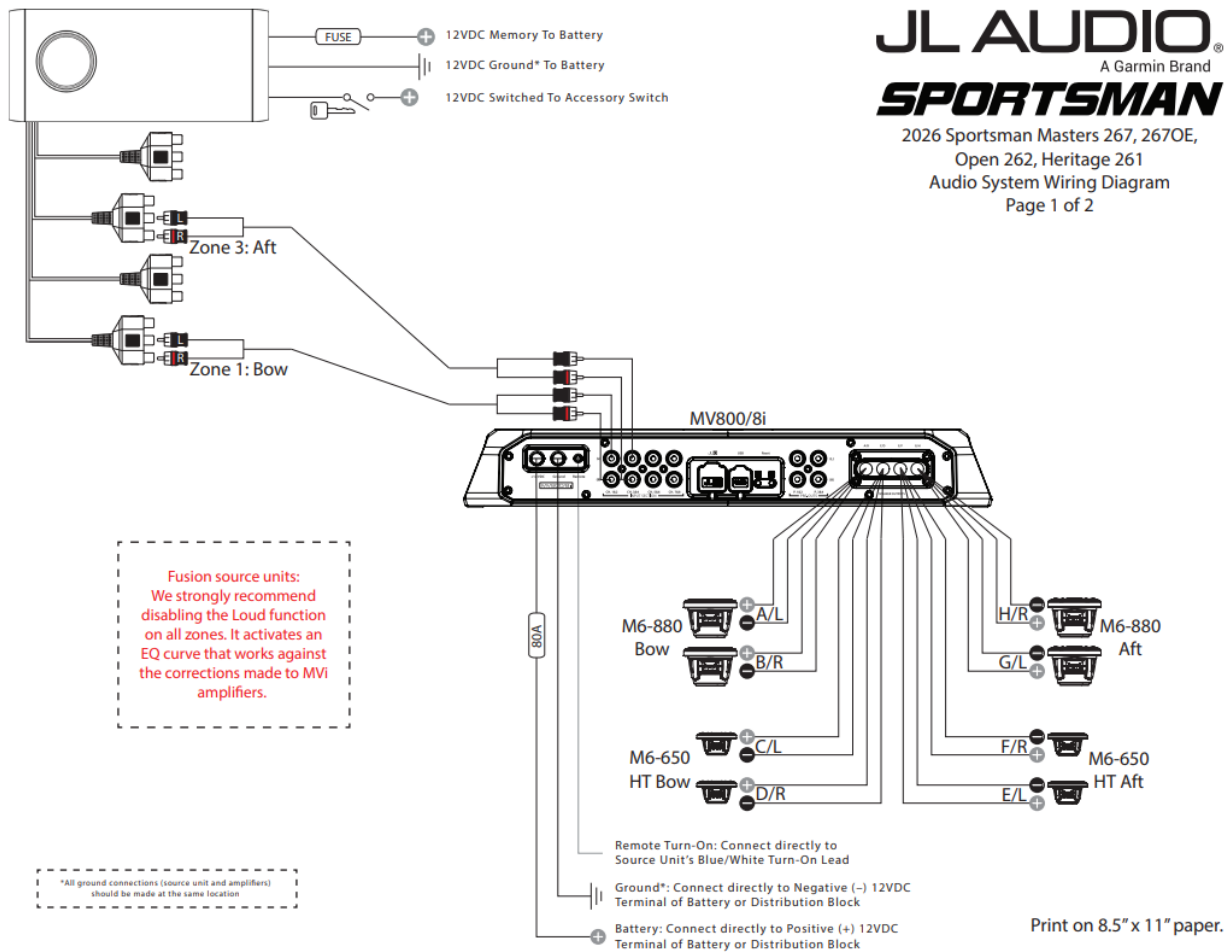 FUSE
12VDC Memory To Battery
12VDC Ground* To Battery
12VDC Switched To Accessory Switch
JL AUDIO®
A Garmin Brand
SPORTSMAN
2026 Sportsman Masters 267, 267OE,
Open 262, Heritage 261
Audio System Wiring Diagram
Page 1 of 2
L
R
Zone 3: Aft
L
R
Zone 1: Bow
MV800/8i
Fusion source units:
We strongly recommend
disabling the Loud function
on all zones. It activates an
EQ curve that works against
the corrections made to MVi
amplifiers.
80A
M6-880
Bow
A/L
B/R
M6-650
HT Bow
C/L
D/R
H/R
G/L
M6-880
Aft
F/R
E/L
M6-650
HT Aft
Remote Turn-On: Connect directly to
Source Unit's Blue/White Turn-On Lead
Ground*: Connect directly to Negative (–) 12VDC
Terminal of Battery or Distribution Block
Battery: Connect directly to Positive (+) 12VDC
Terminal of Battery or Distribution Block
*All ground connections (source unit and amplifiers)
should be made at the same location
Print on 8.5” x 11” paper.